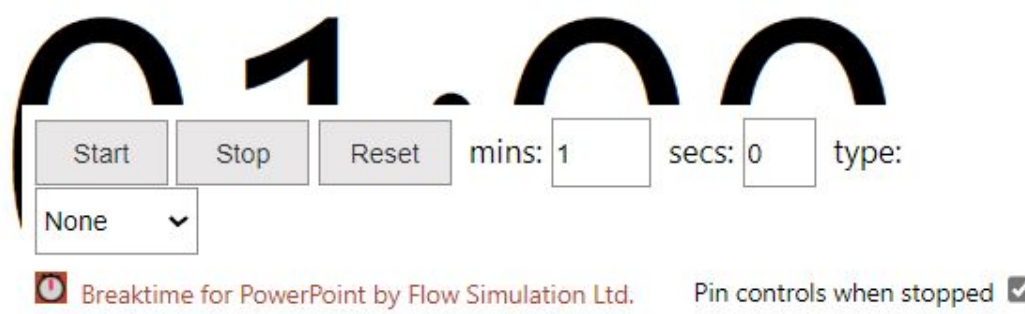 01:00
Start Stop Reset mins: 1 secs: 0 type:
None
Breaktime for PowerPoint by Flow Simulation Ltd. Pin controls when stopped